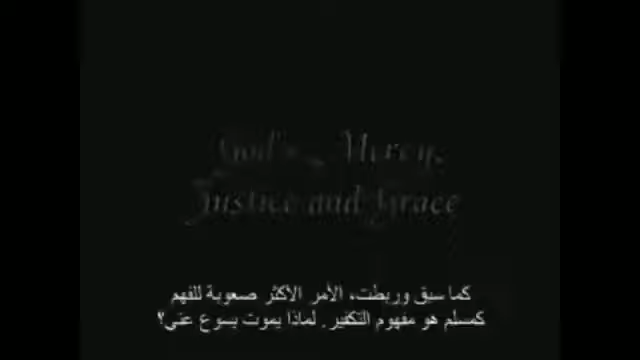 God's Mercy,
Justice and Grace
كما سبق وربطت، الأمر الأكثر صعوبة للفهم
كمسلم هو مفهوم التكفير. لماذا يموت يسوع عني؟